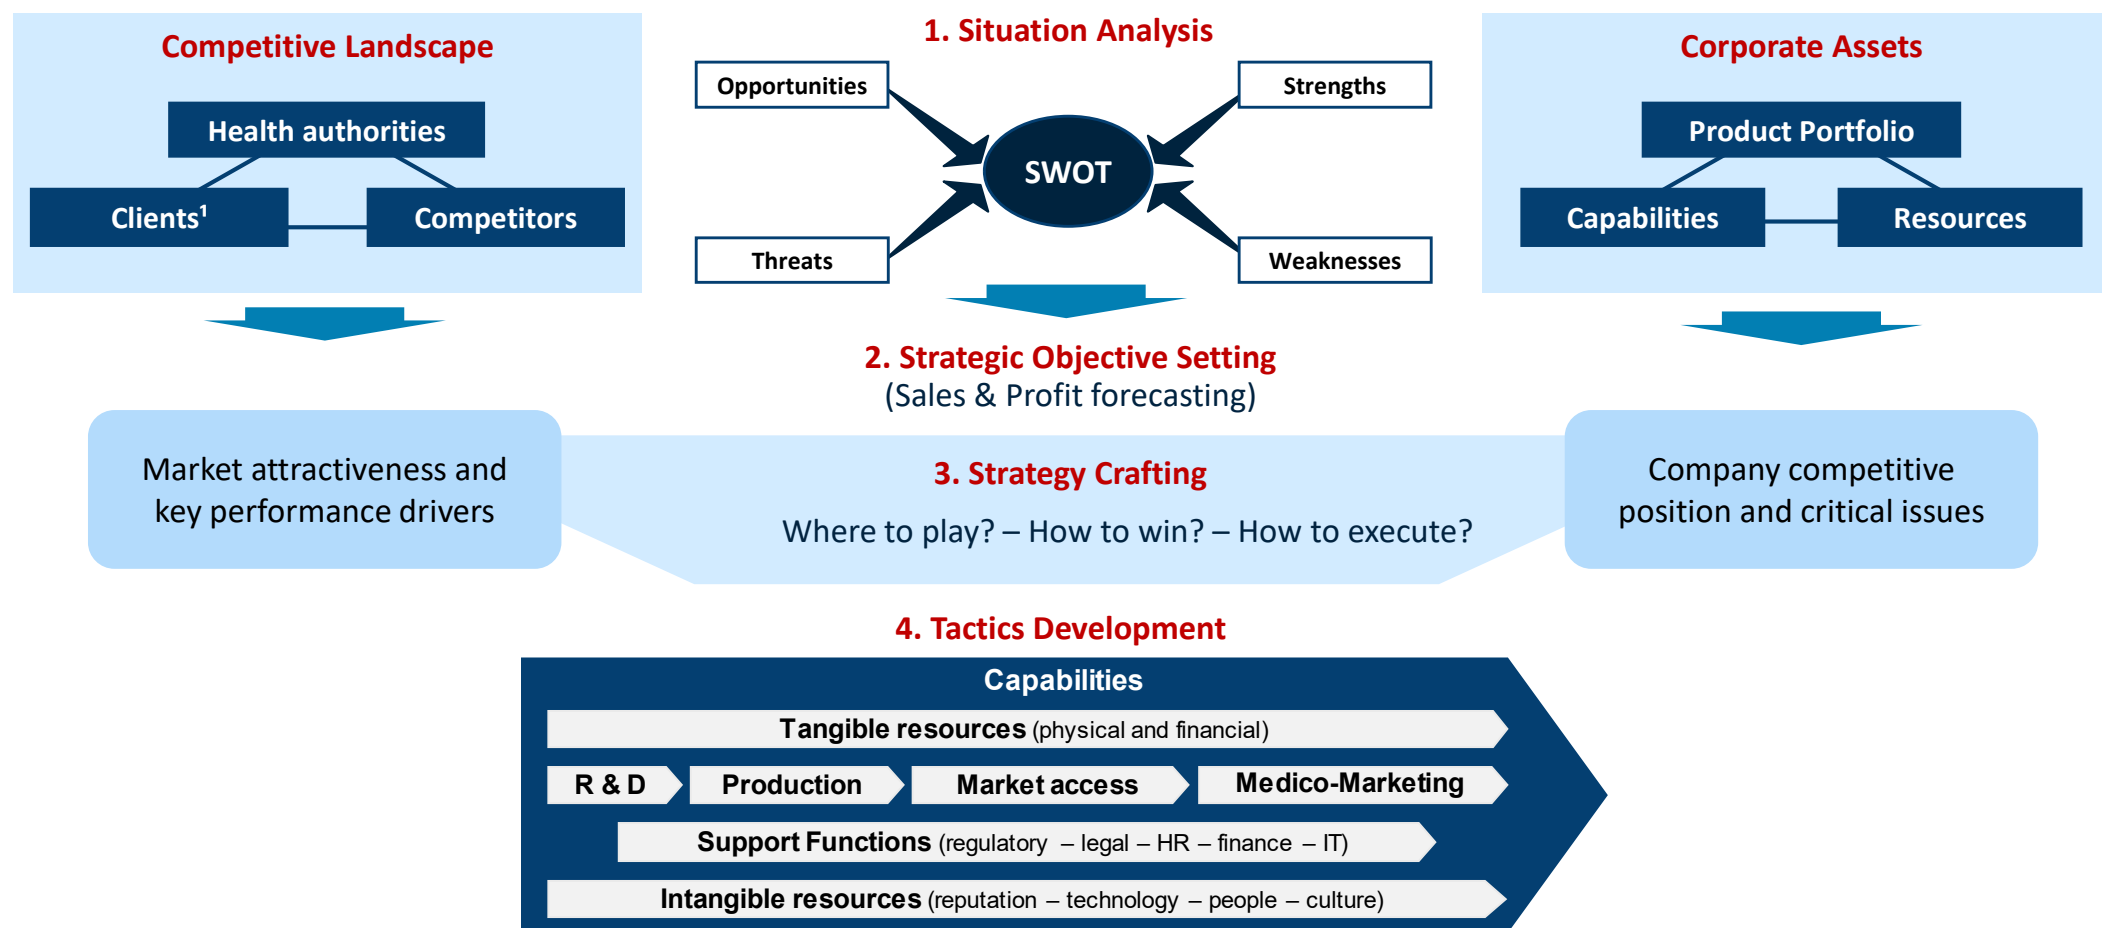 Competitive Landscape
Health authorities
Clients¹
Competitors
1. Situation Analysis
Opportunities
Strengths
SWOT
Threats
Weaknesses
Corporate Assets
Product Portfolio
Capabilities
Resources
2. Strategic Objective Setting
(Sales & Profit forecasting)
Market attractiveness and
key performance drivers
3. Strategy Crafting
Where to play? – How to win? – How to execute?
Company competitive
position and critical issues
4. Tactics Development
Capabilities
Tangible resources (physical and financial)
R & D
Production
Market access
Medico-Marketing
Support Functions (regulatory – legal – HR – finance – IT)
Intangible resources (reputation – technology – people – culture)